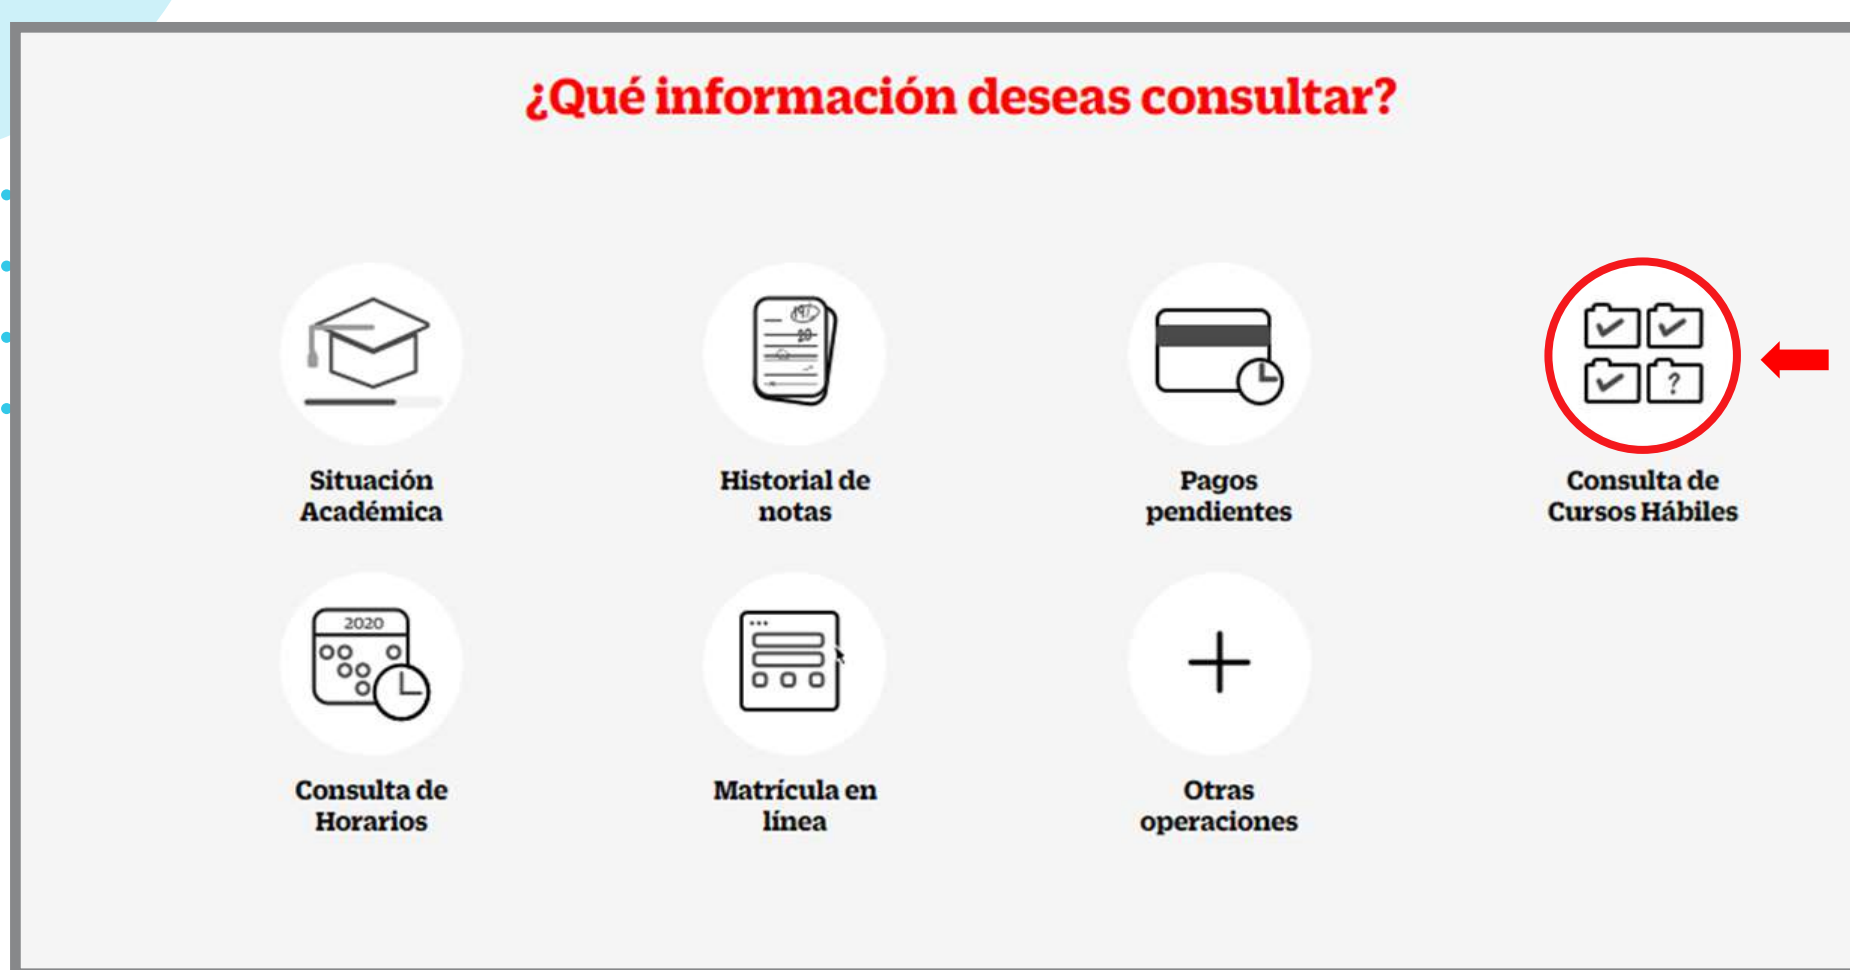 ¿Qué información deseas consultar?
Situación
Académica
Historial de
notas
20
Pagos
pendientes
?
Consulta de
Cursos Hábiles
2020
Consulta de
Horarios
Matrícula en
línea
Otras
operaciones